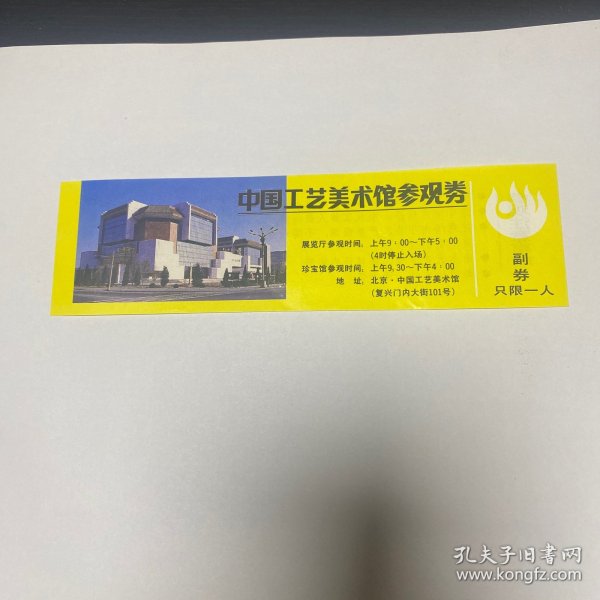 中国工艺美术馆参观券
展览厅参观时间, 上午9:00～下午5:00
(4时停止入场)
珍宝馆参观时间, 上午9,30～下午4:00
地 址, 北京·中国工艺美术馆
(复兴门内大街101号)
副
券
只限一人
孔夫子旧书网
www.kongfz.com